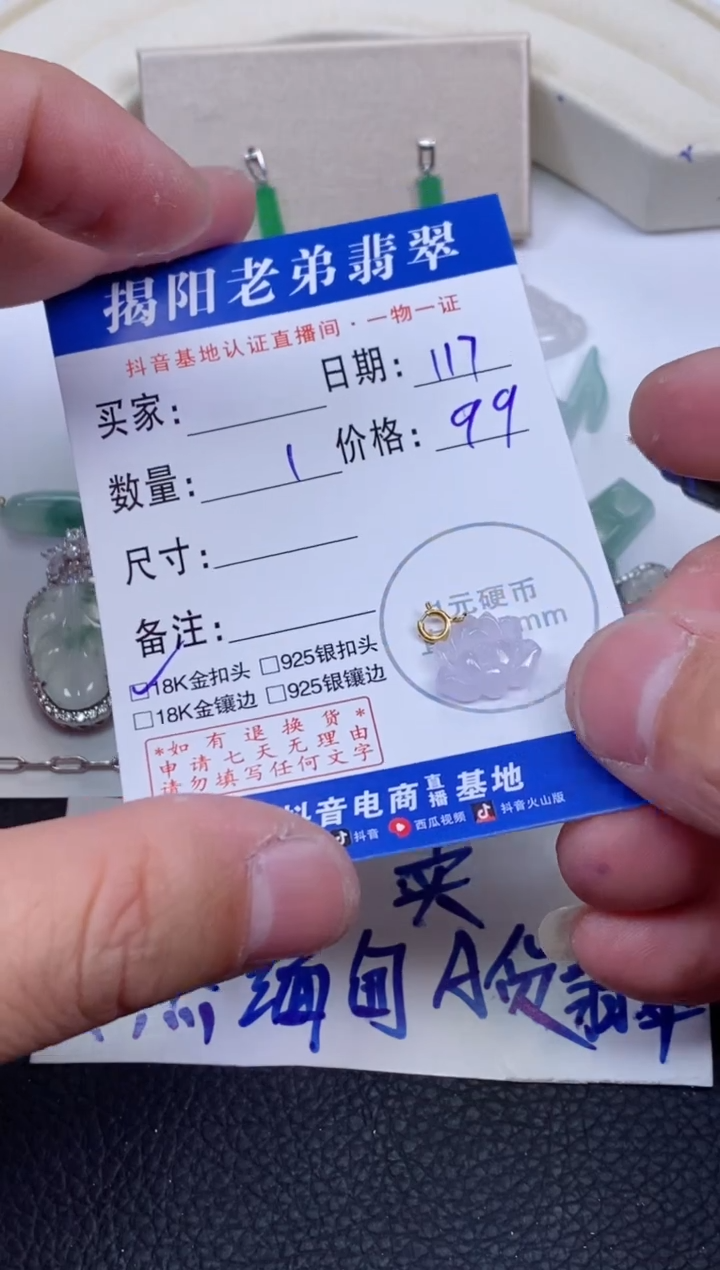 揭阳老弟翡翠
抖音基地认证直播间·一物一证
日期: 117
买家:
数量: 1 价格: 99
尺寸:
备注:
1元硬币
mm
☑18K金扣头 □925银扣头
□18K金镶边 □925银镶边
*如有退换货*
申请七天无理由
请勿填写任何文字
抖音电商直播基地
抖音 西瓜视频 抖音火山版
买
缅甸A货翡翠